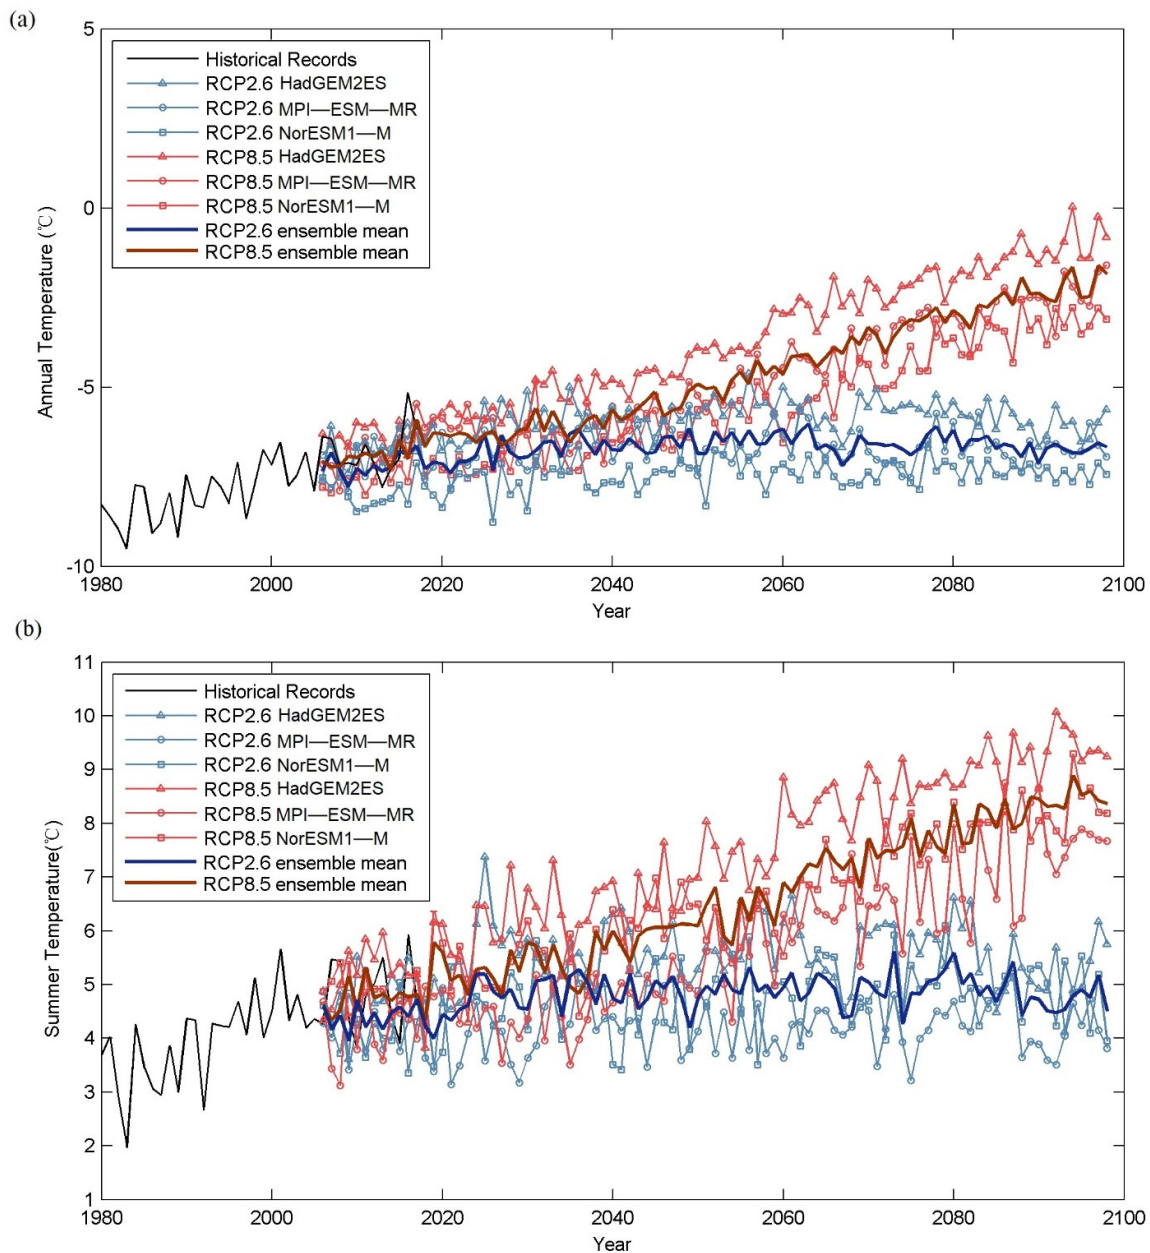 (a)
5
0
-5
-10
Annual Temperature (℃)
Historical Records
RCP2.6 HadGEM2ES
RCP2.6 MPI—ESM—MR
RCP2.6 NorESM1—M
RCP8.5 HadGEM2ES
RCP8.5 MPI—ESM—MR
RCP8.5 NorESM1—M
RCP2.6 ensemble mean
RCP8.5 ensemble mean
1980 2000 2020 2040 2060 2080 2100
Year
(b)
11
10
9
8
7
6
5
4
3
2
1
Summer Temperature(℃)
Historical Records
RCP2.6 HadGEM2ES
RCP2.6 MPI—ESM—MR
RCP2.6 NorESM1—M
RCP8.5 HadGEM2ES
RCP8.5 MPI—ESM—MR
RCP8.5 NorESM1—M
RCP2.6 ensemble mean
RCP8.5 ensemble mean
1980 2000 2020 2040 2060 2080 2100
Year